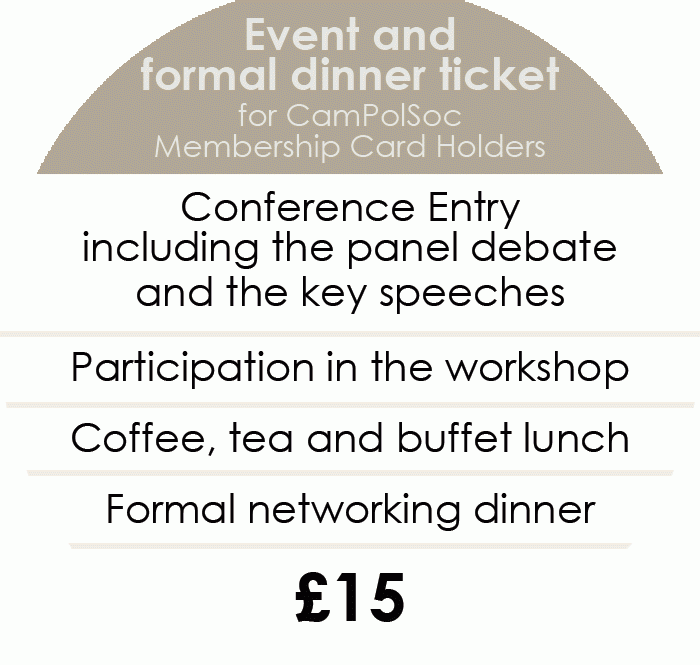 Event and
formal dinner ticket
for CamPolSoc
Membership Card Holders
Conference Entry
including the panel debate
and the key speeches
Participation in the workshop
Coffee, tea and buffet lunch
Formal networking dinner
£15